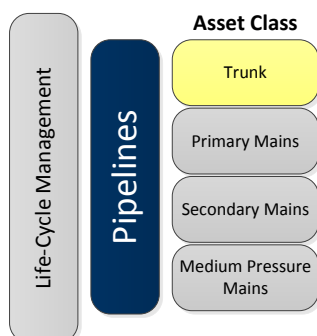 Asset Class
Life-Cycle Management
Pipelines
Trunk
Primary Mains
Secondary Mains
Medium Pressure
Mains